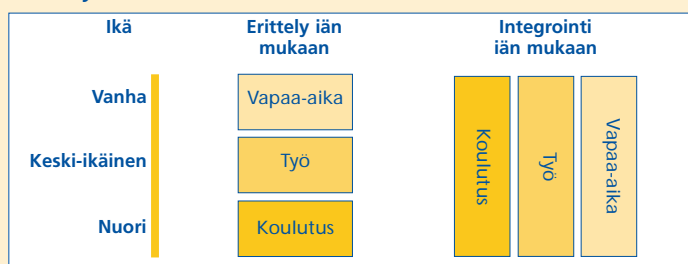 Ikä
Erittely iän
mukaan
Integrointi
iän mukaan
Vanha
Vapaa-aika
Keski-ikäinen
Työ
Nuori
Koulutus
Koulutus
Työ
Vapaa-aika